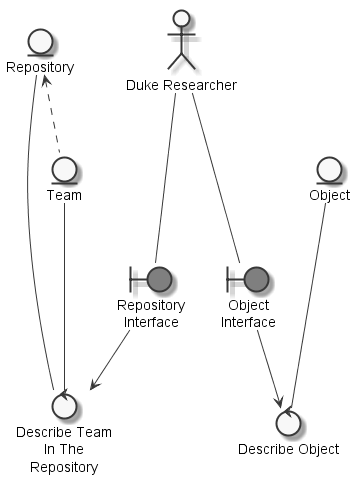 Repository
Duke Researcher
Team
Object
Repository
Interface
Object
Interface
Describe Team
In The
Repository
Describe Object